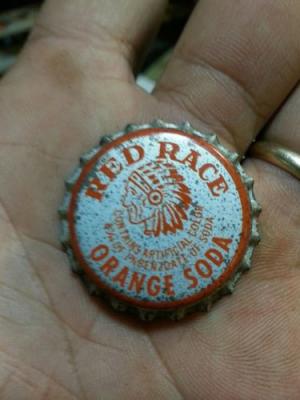 RED RACE
CONTAINS ARTIFICIAL COLOR
1/10 OF 1% BENZOATE OF SODA
ORANGE SODA